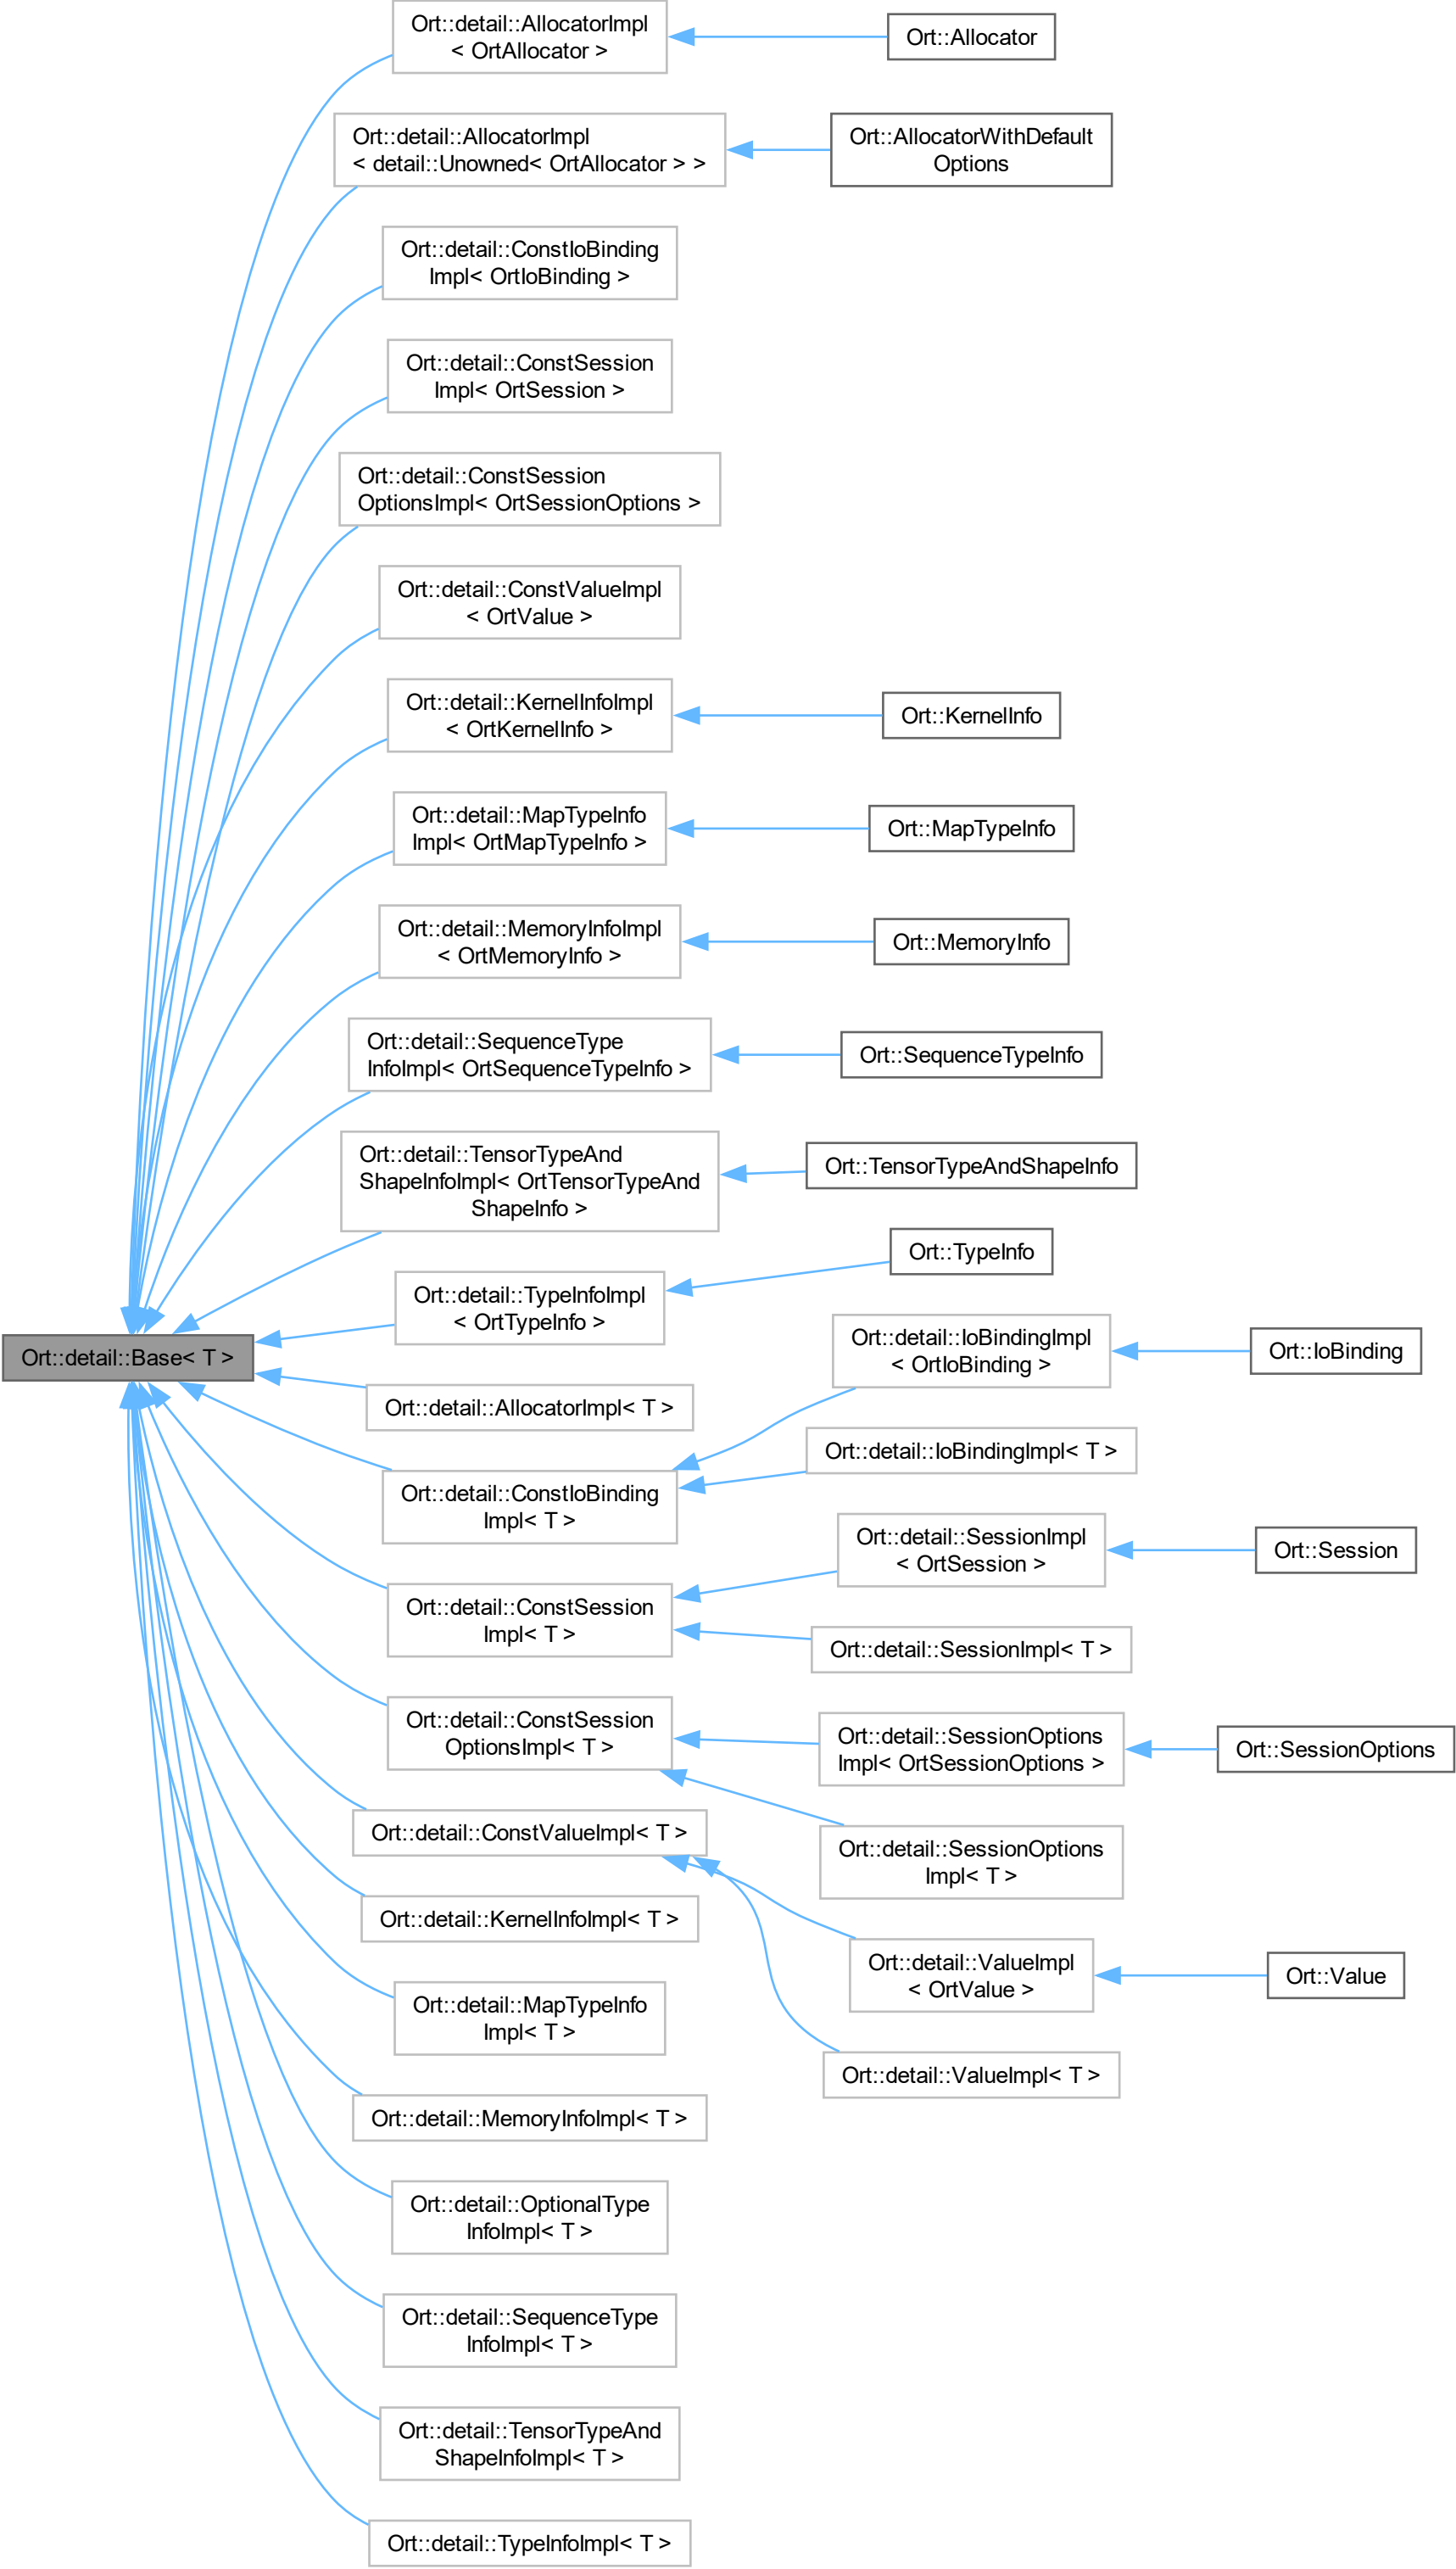 Ort::detail::AllocatorImpl
< OrtAllocator >
Ort::Allocator
Ort::detail::AllocatorImpl
< detail::Unowned< OrtAllocator > >
Ort::AllocatorWithDefault
Options
Ort::detail::ConstIoBinding
Impl< OrtIoBinding >
Ort::detail::ConstSession
Impl< OrtSession >
Ort::detail::ConstSession
OptionsImpl< OrtSessionOptions >
Ort::detail::ConstValueImpl
< OrtValue >
Ort::detail::KernelInfoImpl
< OrtKernelInfo >
Ort::KernelInfo
Ort::detail::MapTypeInfo
Impl< OrtMapTypeInfo >
Ort::MapTypeInfo
Ort::detail::MemoryInfoImpl
< OrtMemoryInfo >
Ort::MemoryInfo
Ort::detail::SequenceType
InfoImpl< OrtSequenceTypeInfo >
Ort::SequenceTypeInfo
Ort::detail::TensorTypeAnd
ShapeInfoImpl< OrtTensorTypeAnd
ShapeInfo >
Ort::TensorTypeAndShapeInfo
Ort::detail::TypeInfoImpl
< OrtTypeInfo >
Ort::TypeInfo
Ort::detail::Base< T >
Ort::detail::AllocatorImpl< T >
Ort::detail::ConstIoBinding
Impl< T >
Ort::detail::IoBindingImpl
< OrtIoBinding >
Ort::IoBinding
Ort::detail::IoBindingImpl< T >
Ort::detail::ConstSession
Impl< T >
Ort::detail::SessionImpl
< OrtSession >
Ort::Session
Ort::detail::SessionImpl< T >
Ort::detail::ConstSession
OptionsImpl< T >
Ort::detail::SessionOptions
Impl< OrtSessionOptions >
Ort::SessionOptions
Ort::detail::SessionOptions
Impl< T >
Ort::detail::ConstValueImpl< T >
Ort::detail::ValueImpl
< OrtValue >
Ort::Value
Ort::detail::ValueImpl< T >
Ort::detail::KernelInfoImpl< T >
Ort::detail::MapTypeInfo
Impl< T >
Ort::detail::MemoryInfoImpl< T >
Ort::detail::OptionalType
InfoImpl< T >
Ort::detail::SequenceType
InfoImpl< T >
Ort::detail::TensorTypeAnd
ShapeInfoImpl< T >
Ort::detail::TypeInfoImpl< T >